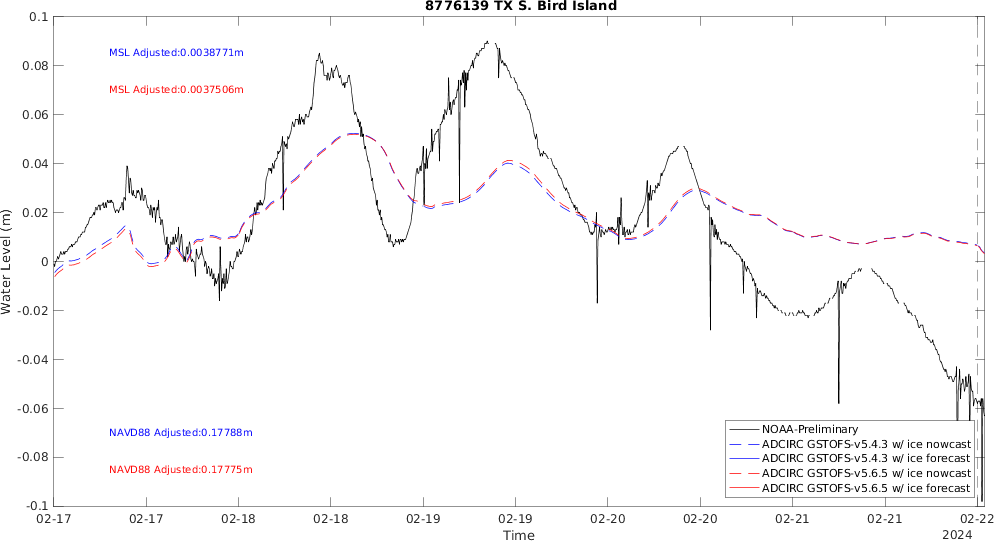 8776139 TX S. Bird Island
0.1
0.08
0.06
0.04
0.02
0
-0.02
-0.04
-0.06
-0.08
-0.1
Water Level (m)
MSL Adjusted:0.0038771m
MSL Adjusted:0.0037506m
NAVD88 Adjusted:0.17788m
NAVD88 Adjusted:0.17775m
NOAA-Preliminary
ADCIRC GSTOFS-v5.4.3 w/ ice nowcast
ADCIRC GSTOFS-v5.4.3 w/ ice forecast
ADCIRC GSTOFS-v5.6.5 w/ ice nowcast
ADCIRC GSTOFS-v5.6.5 w/ ice forecast
02-17 02-17 02-18 02-18 02-19 02-19 02-20 02-20 02-21 02-21 02-22
Time
2024